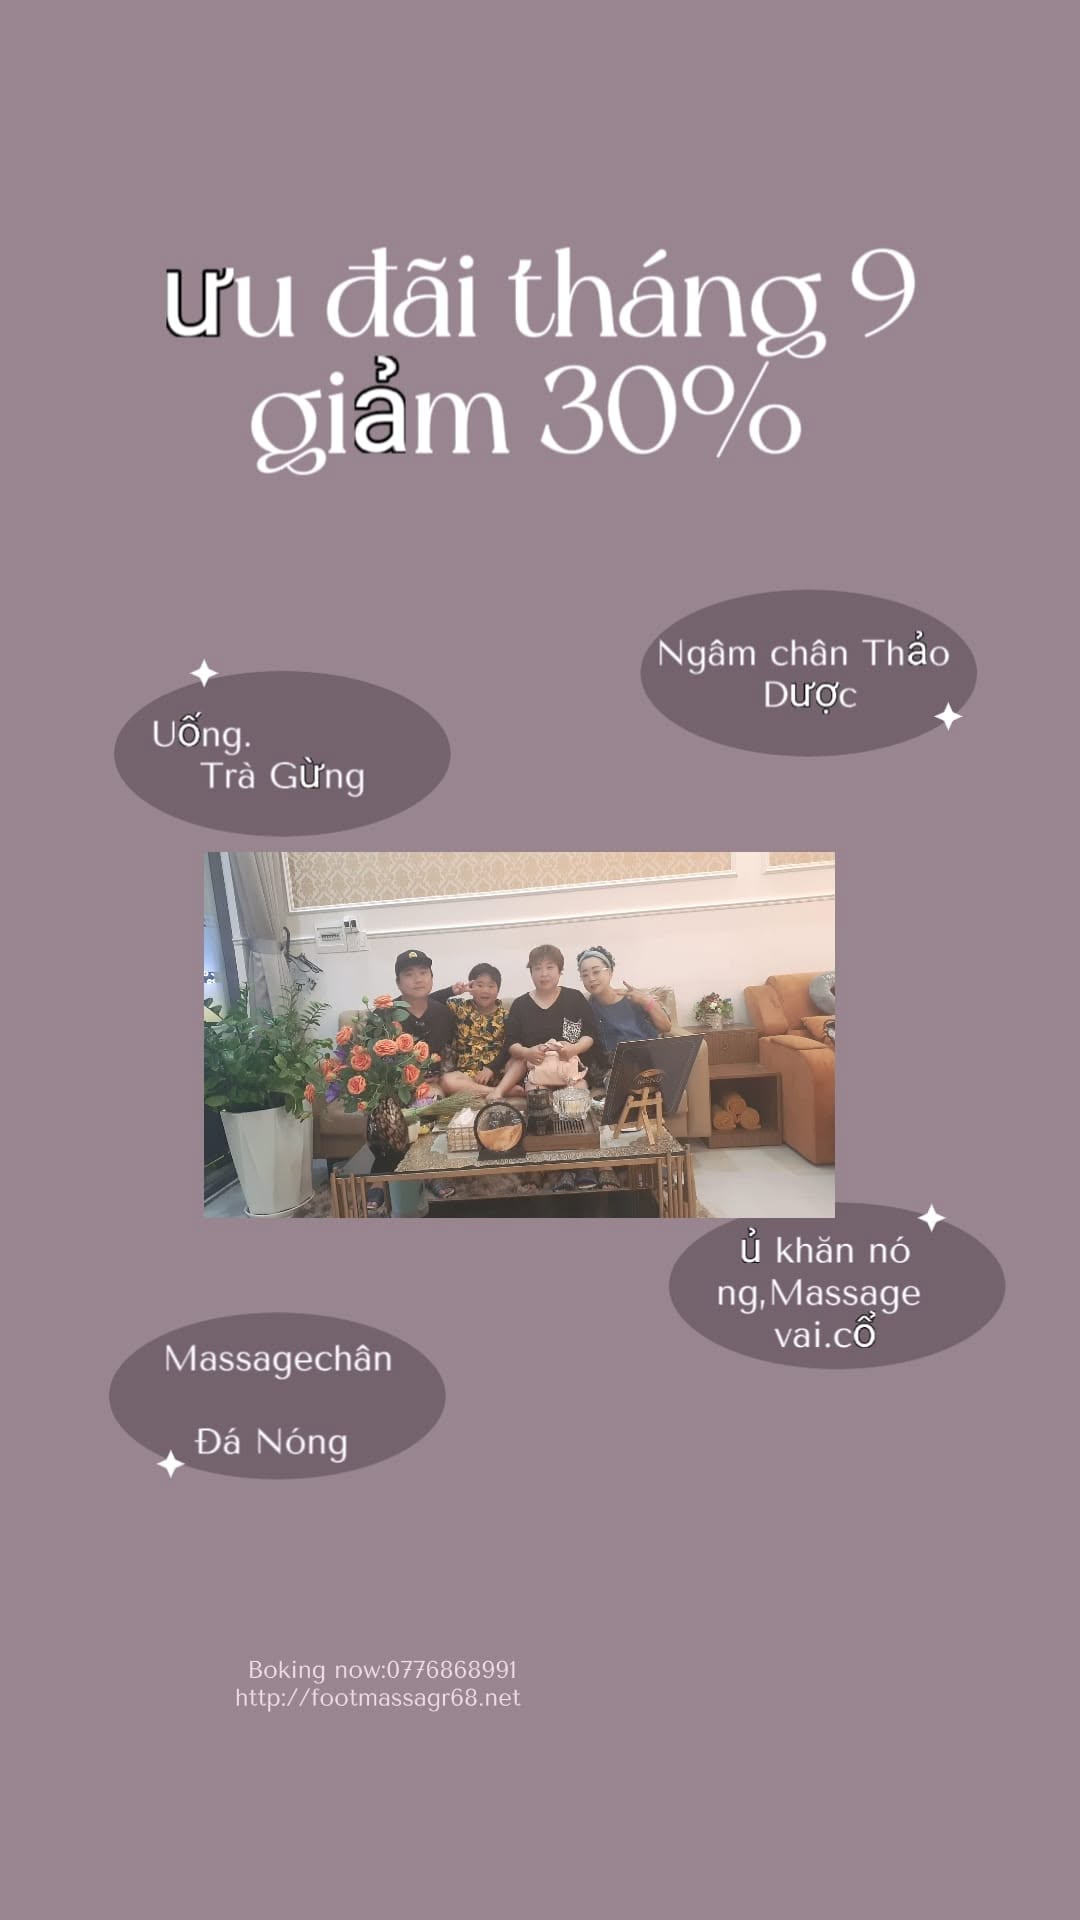 ưu đãi tháng 9
giảm 30%
Ngâm chân Thảo
Dược
Uống.
Trà Gừng
MENU
ủ khăn nó
ng,Massage
vai.cổ
Massagechân
Đá Nóng
Boking now:0776868991
http://footmassagr68.net